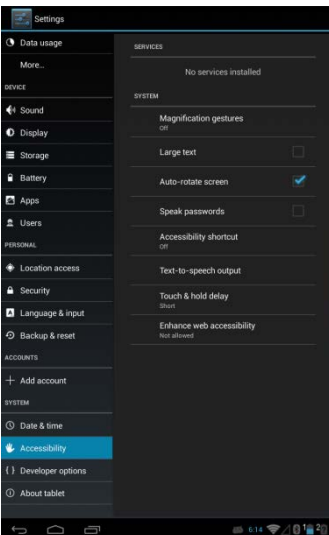 Settings
Data usage
More...
DEVICE
Sound
Display
Storage
Battery
Apps
Users
PERSONAL
Location access
Security
Language & input
Backup & reset
ACCOUNTS
Add account
SYSTEM
Date & time
Accessibility
Developer options
About tablet
SERVICES
No services installed
SYSTEM
Magnification gestures
Off
Large text
Auto-rotate screen
Speak passwords
Accessibility shortcut
Off
Text-to-speech output
Touch & hold delay
Short
Enhance web accessibility
Not allowed
6:14